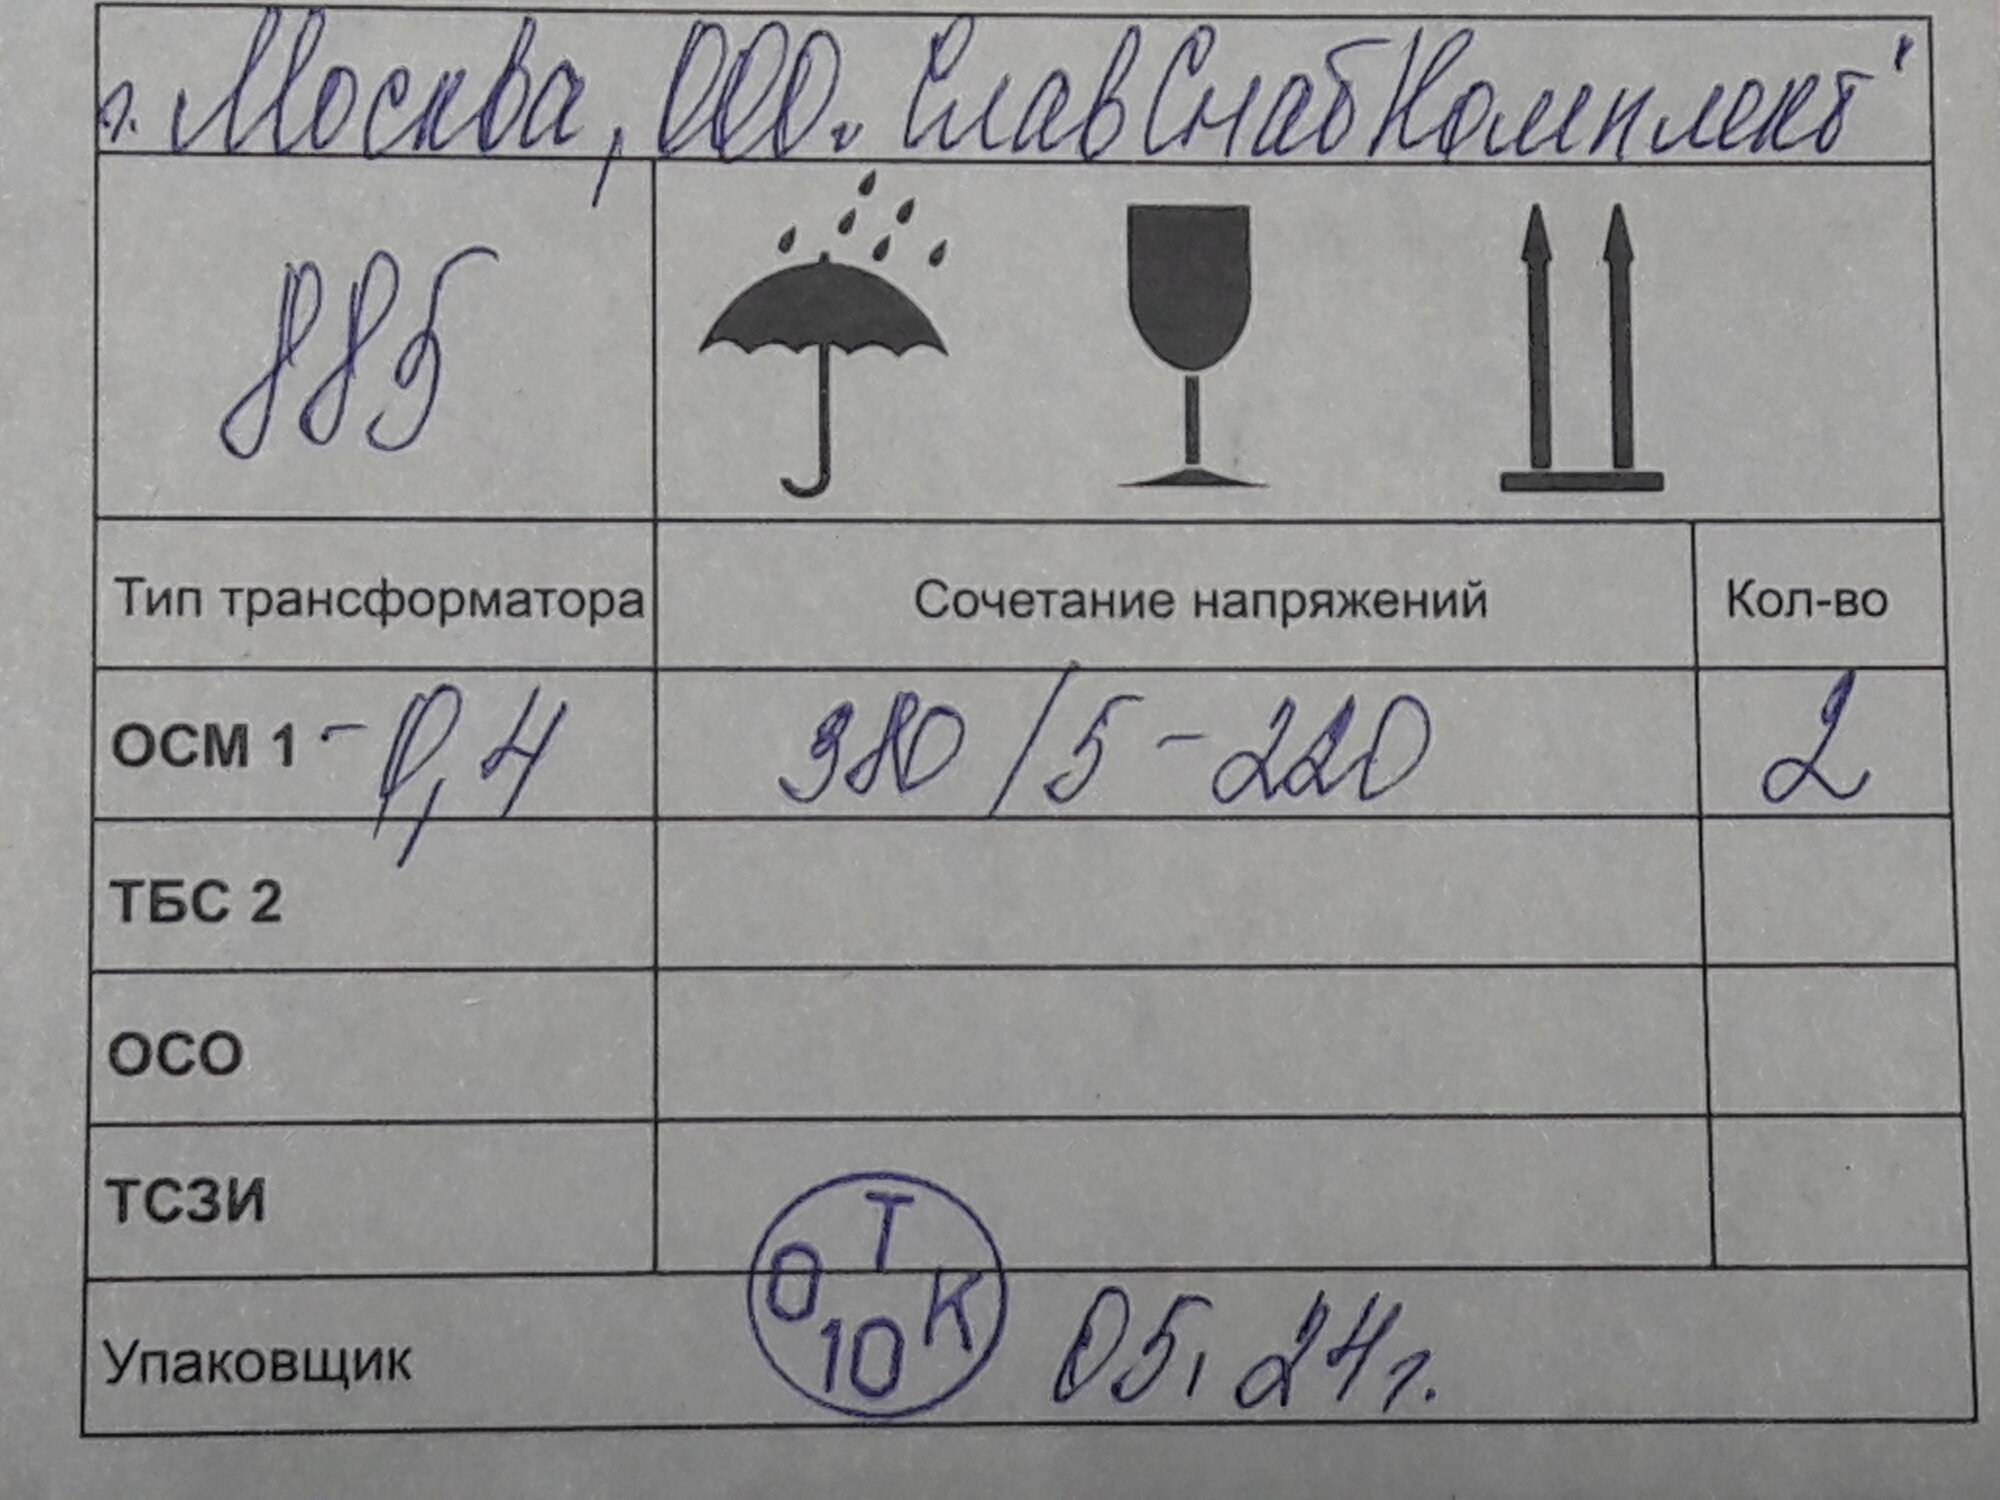 г. Москва, ООО "СлавСнабКомплект"
885
Тип трансформатора Сочетание напряжений Кол-во
ОСМ 1 - 0,4 380/5-220 2
ТБС 2
ОСО
ТСЗИ
Упаковщик ОТК 10 05.24г.